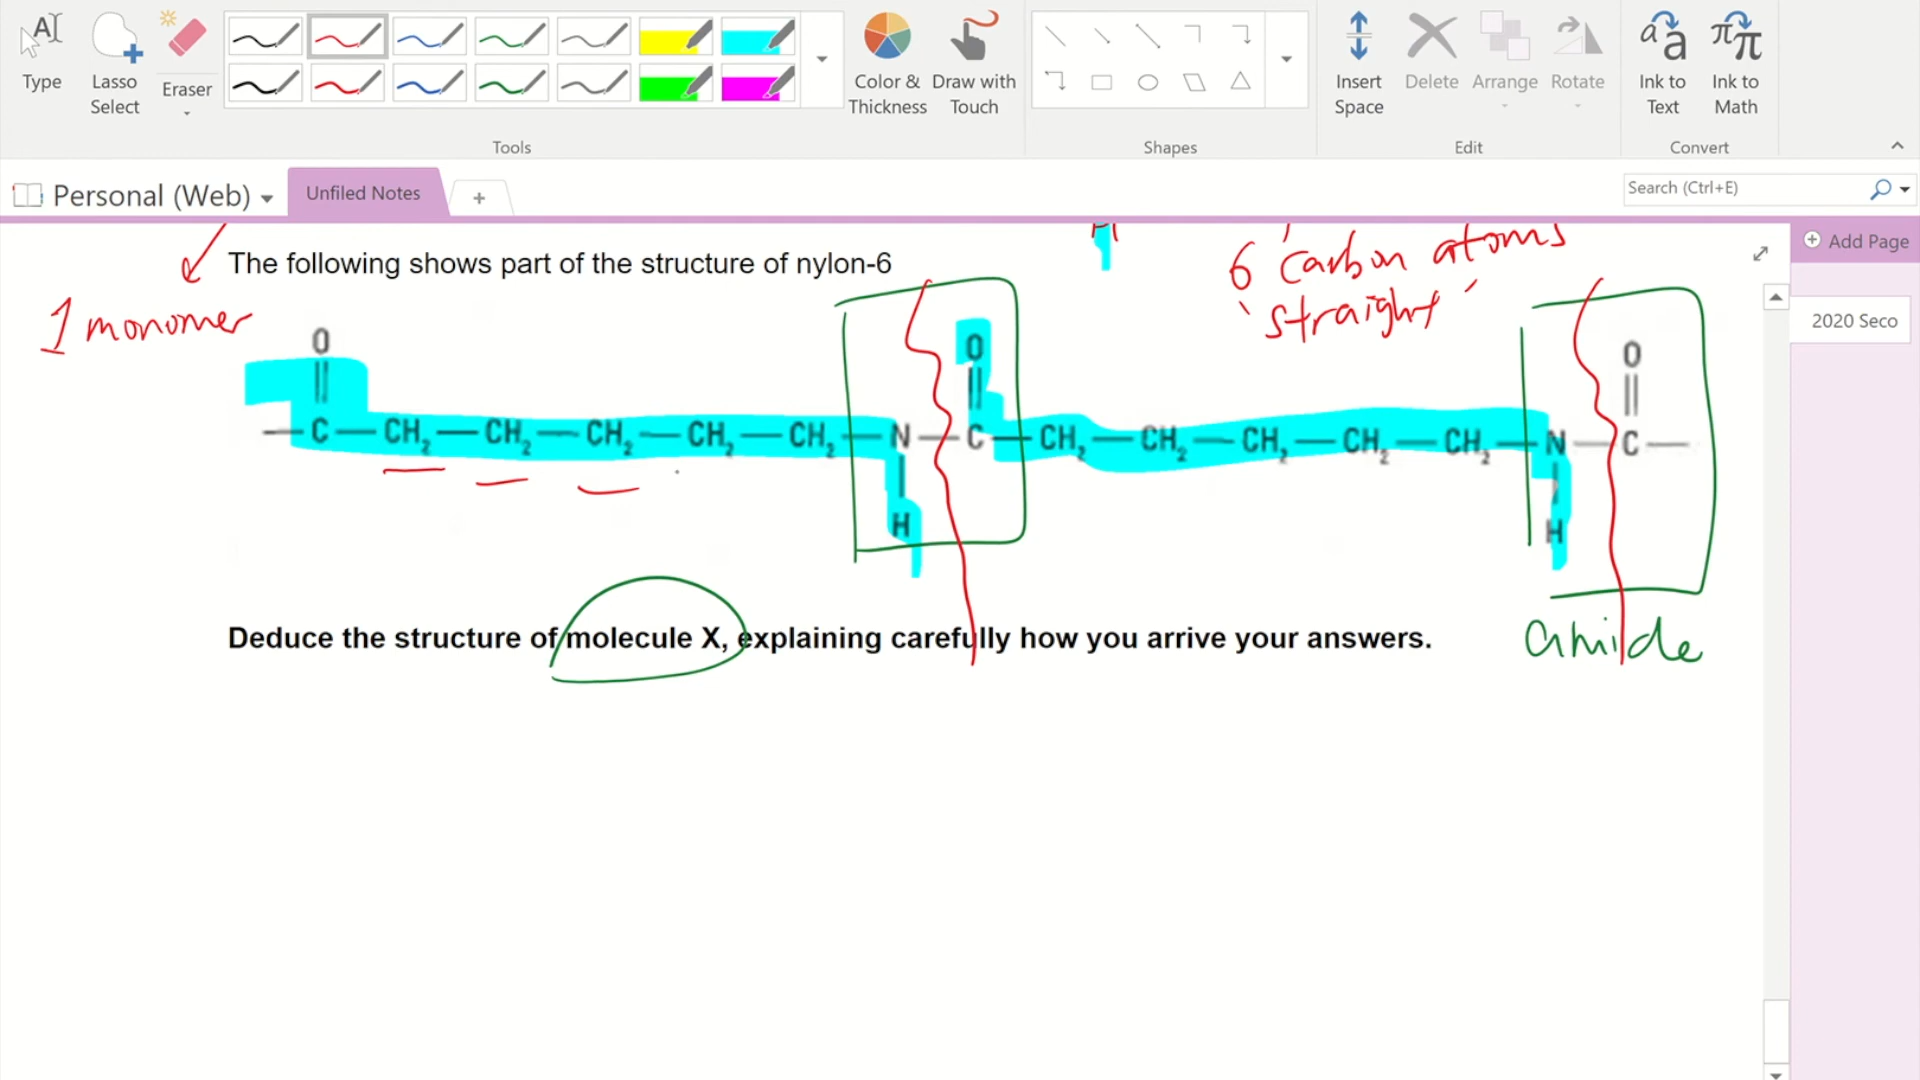 Type
Lasso Select
Eraser
Color & Thickness
Draw with Touch
Insert Space
Delete
Arrange
Rotate
Ink to Text
Ink to Math
Tools
Shapes
Edit
Convert
Personal (Web)
Unfiled Notes
+
Search (Ctrl+E)
Add Page
2020 Seco
The following shows part of the structure of nylon-6
6 carbon atoms
'straight'
1 monomer
O O O
— C — CH₂ — CH₂ — CH₂ — CH₂ — CH₂ — N — C — CH₂ — CH₂ — CH₂ — CH₂ — CH₂ — N — C —
H H
Deduce the structure of molecule X, explaining carefully how you arrive your answers.
amide